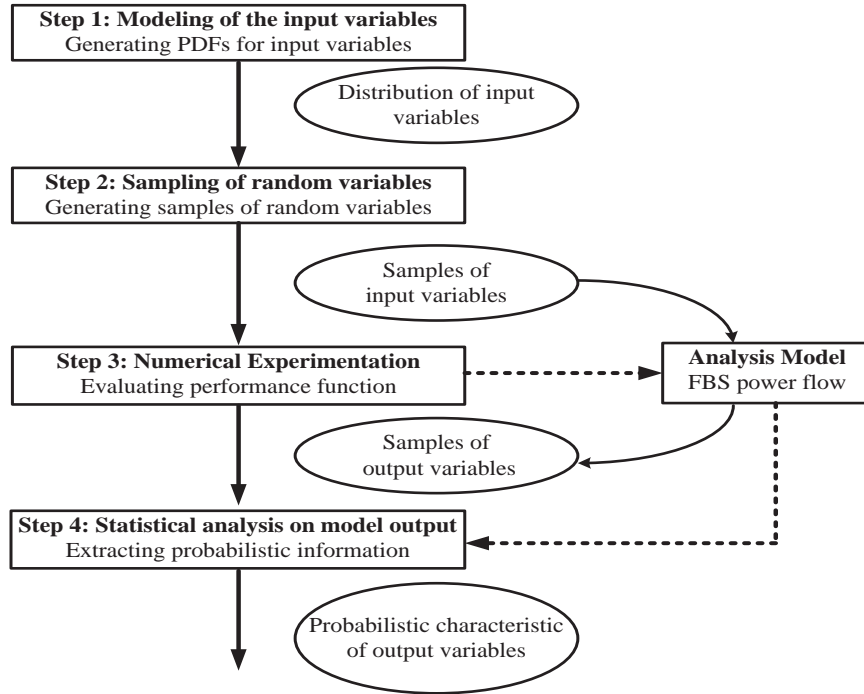 Step 1: Modeling of the input variables
Generating PDFs for input variables
Distribution of input
variables
Step 2: Sampling of random variables
Generating samples of random variables
Samples of
input variables
Step 3: Numerical Experimentation
Evaluating performance function
Analysis Model
FBS power flow
Samples of
output variables
Step 4: Statistical analysis on model output
Extracting probabilistic information
Probabilistic characteristic
of output variables